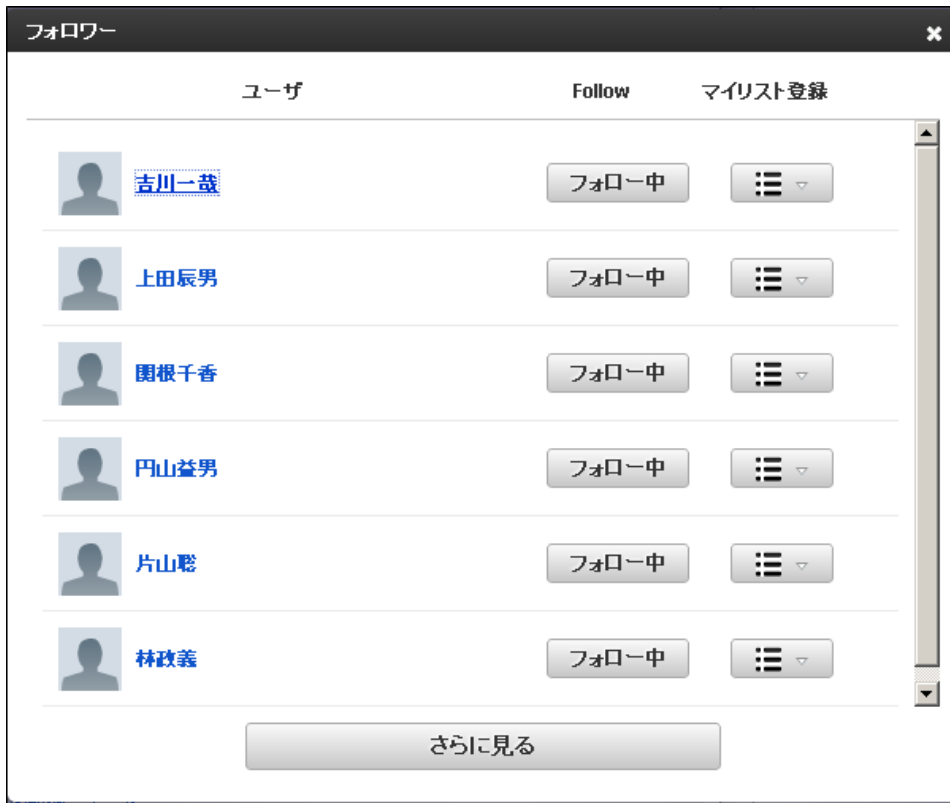 フォロワー
ユーザ Follow マイリスト登録
吉川一哉 フォロー中
上田辰男 フォロー中
関根千香 フォロー中
円山益男 フォロー中
片山聡 フォロー中
林政義 フォロー中
さらに見る